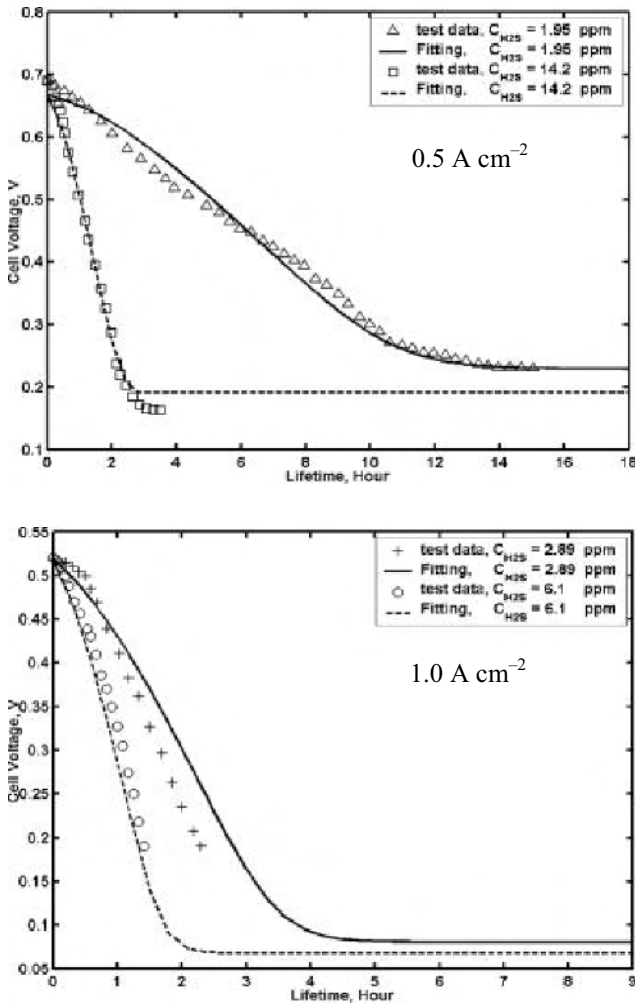 0.8
0.7
0.6
0.5
0.4
0.3
0.2
0.1
Cell Voltage, V
test data, C_H2S = 1.95 ppm
Fitting, C_H2S = 1.95 ppm
test data, C_H2S = 14.2 ppm
Fitting, C_H2S = 14.2 ppm
0.5 A cm⁻²
0 2 4 6 8 10 12 14 16 18
Lifetime, Hour
0.55
0.5
0.45
0.4
0.35
0.3
0.25
0.2
0.15
0.1
0.05
Cell Voltage, V
test data, C_H2S = 2.89 ppm
Fitting, C_H2S = 2.89 ppm
test data, C_H2S = 6.1 ppm
Fitting, C_H2S = 6.1 ppm
1.0 A cm⁻²
0 1 2 3 4 5 6 7 8 9
Lifetime, Hour